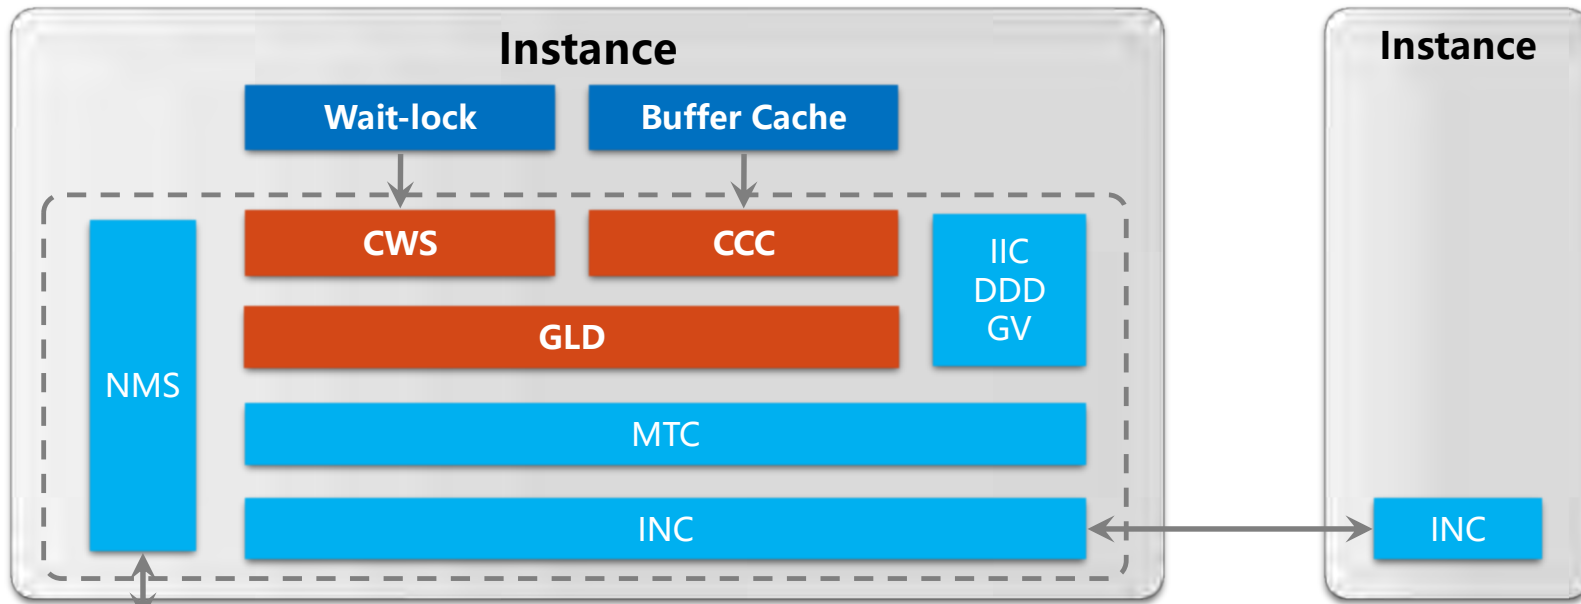 Instance
Instance
Wait-lock
Buffer Cache
CWS
CCC
IIC
DDD
GV
GLD
NMS
MTC
INC
INC